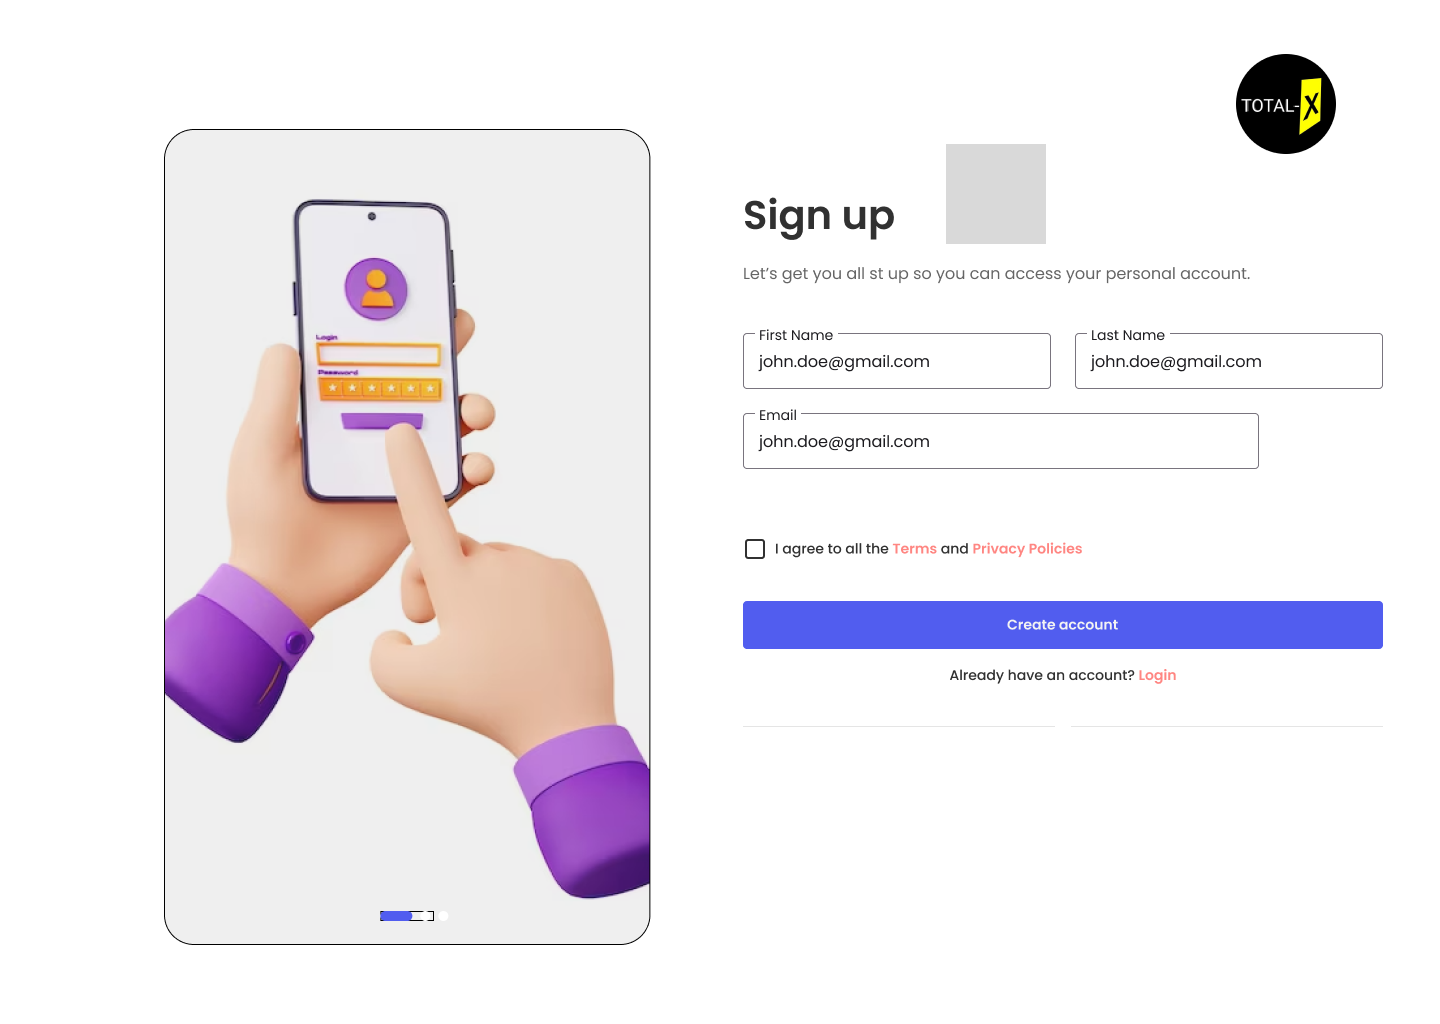 TOTAL-X
Sign up
Let’s get you all st up so you can access your personal account.
First Name
john.doe@gmail.com
Last Name
john.doe@gmail.com
Email
john.doe@gmail.com
I agree to all the Terms and Privacy Policies
Create account
Already have an account? Login
Login
Password